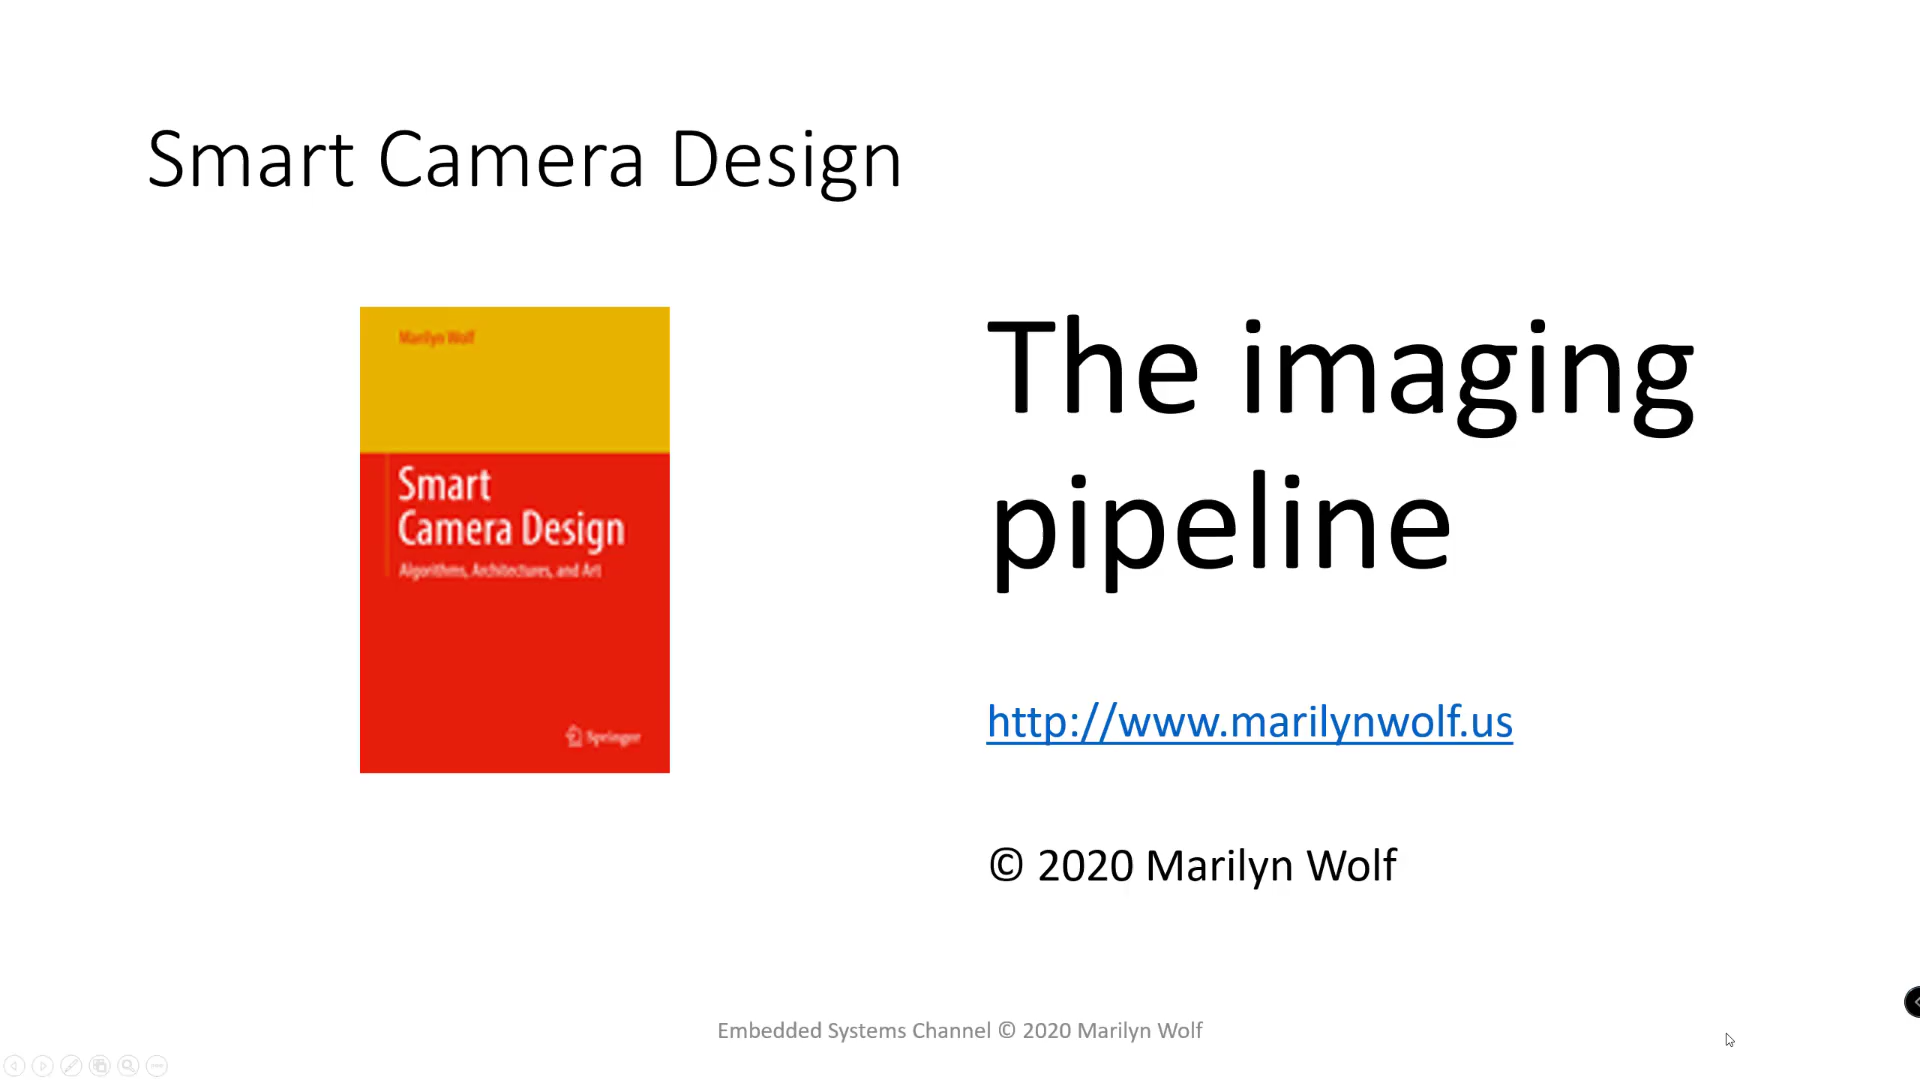 Smart Camera Design
Marilyn Wolf
Smart
Camera Design
Algorithms, Architectures, and Art
Springer
The imaging
pipeline
http://www.marilynwolf.us
© 2020 Marilyn Wolf
Embedded Systems Channel © 2020 Marilyn Wolf